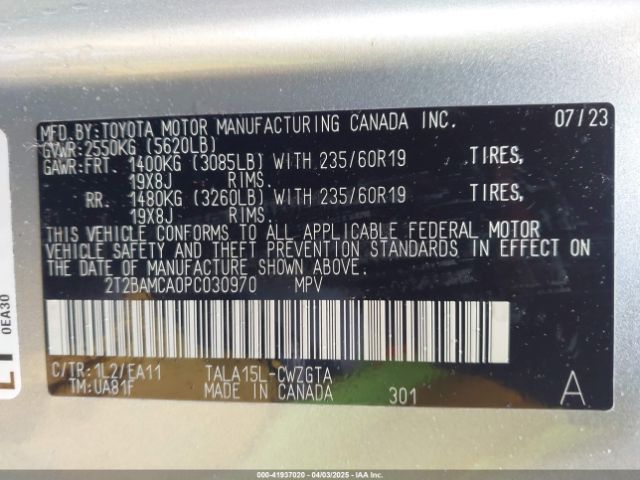 MFD.BY:TOYOTA MOTOR MANUFACTURING CANADA INC. 07/23
GVWR:2550KG (5620LB)
GAWR:FRT. 1400KG (3085LB) WITH 235/60R19 TIRES,
19X8J RIMS.
RR. 1480KG (3260LB) WITH 235/60R19 TIRES,
19X8J RIMS.
THIS VEHICLE CONFORMS TO ALL APPLICABLE FEDERAL MOTOR
VEHICLE SAFETY AND THEFT PREVENTION STANDARDS IN EFFECT ON
THE DATE OF MANUFACTURE SHOWN ABOVE.
2T2BAMCA0PC030970 MPV
C/TR:1L2/EA11 TALA15L-CWZGTA
TM:UA81F MADE IN CANADA 301 A
0EA30
000-41937020 - 04/03/2025 - IAAI.COM